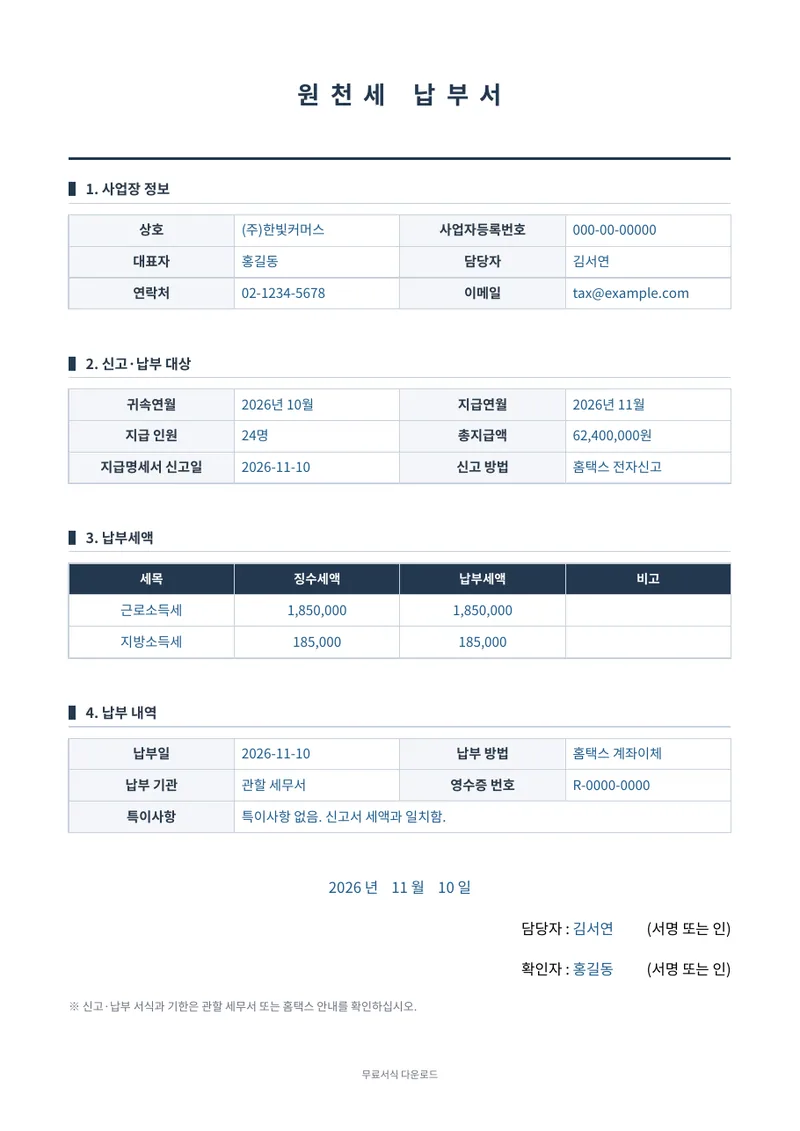 원천세 납부서
1. 사업장 정보
상호 (주)한빛커머스 사업자등록번호 000-00-00000
대표자 홍길동 담당자 김서연
연락처 02-1234-5678 이메일 tax@example.com
2. 신고·납부 대상
귀속연월 2026년 10월 지급연월 2026년 11월
지급 인원 24명 총지급액 62,400,000원
지급명세서 신고일 2026-11-10 신고 방법 홈택스 전자신고
3. 납부세액
세목 징수세액 납부세액 비고
근로소득세 1,850,000 1,850,000
지방소득세 185,000 185,000
4. 납부 내역
납부일 2026-11-10 납부 방법 홈택스 계좌이체
납부 기관 관할 세무서 영수증 번호 R-0000-0000
특이사항 특이사항 없음. 신고서 세액과 일치함.
2026 년 11 월 10 일
담당자 : 김서연 (서명 또는 인)
확인자 : 홍길동 (서명 또는 인)
※ 신고·납부 서식과 기한은 관할 세무서 또는 홈택스 안내를 확인하십시오.
무료서식 다운로드